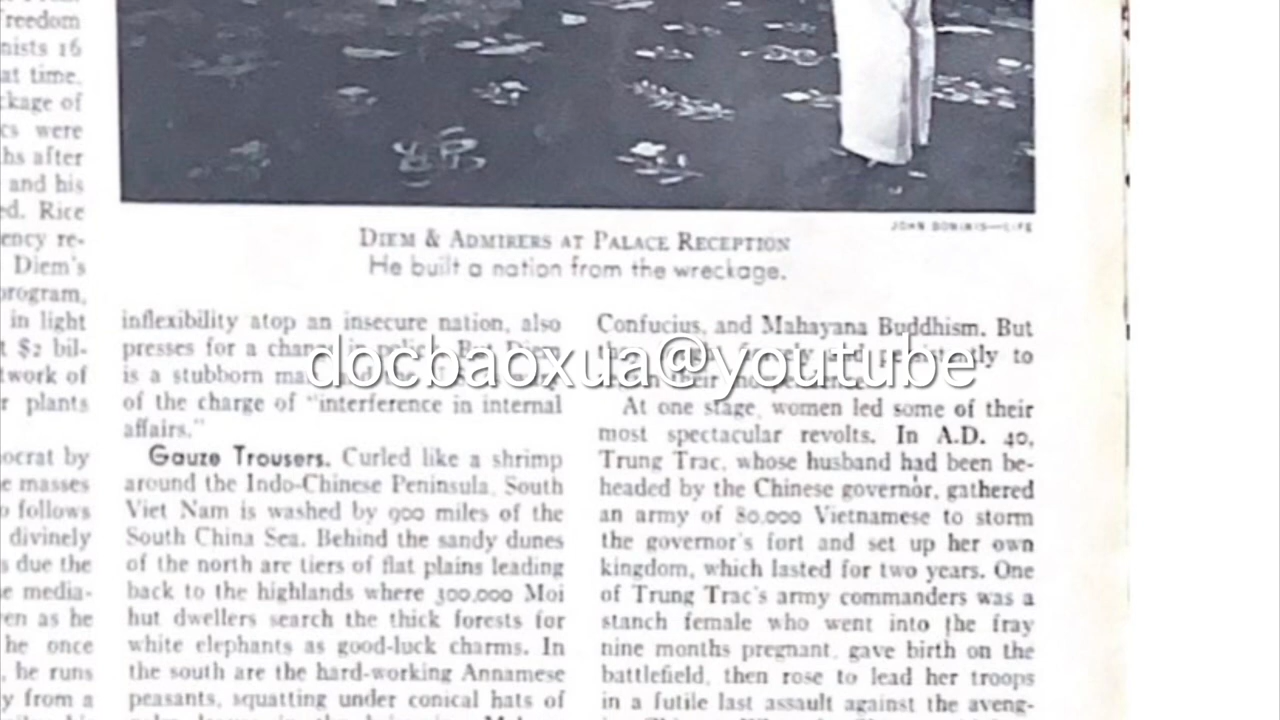 reedom
nists 16
at time.
ckage of
cs were
hs after
and his
ed. Rice
ency re-
Diem's
program,
in light
t $2 bil-
twork of
r plants
ocrat by
e masses
o follows
divinely
s due the
e media-
en as he
he once
, he runs
y from a
JOHN DOMINIS—LIFE
DIEM & ADMIRERS AT PALACE RECEPTION
He built a nation from the wreckage.
inflexibility atop an insecure nation, also
presses for a change in policy. But Diem
is a stubborn
of the charge of "interference in internal
affairs."
Gauze Trousers. Curled like a shrimp
around the Indo-Chinese Peninsula, South
Viet Nam is washed by 900 miles of the
South China Sea. Behind the sandy dunes
of the north are tiers of flat plains leading
back to the highlands where 300,000 Moi
hut dwellers search the thick forests for
white elephants as good-luck charms. In
the south are the hard-working Annamese
peasants, squatting under conical hats of
Confucius, and Mahayana Buddhism. But
to
their
At one stage, women led some of their
most spectacular revolts. In A.D. 40,
Trung Trac, whose husband had been be-
headed by the Chinese governor, gathered
an army of 80,000 Vietnamese to storm
the governor's fort and set up her own
kingdom, which lasted for two years. One
of Trung Trac's army commanders was a
stanch female who went into the fray
nine months pregnant, gave birth on the
battlefield, then rose to lead her troops
in a futile last assault against the aveng-
docbaoxua@youtube